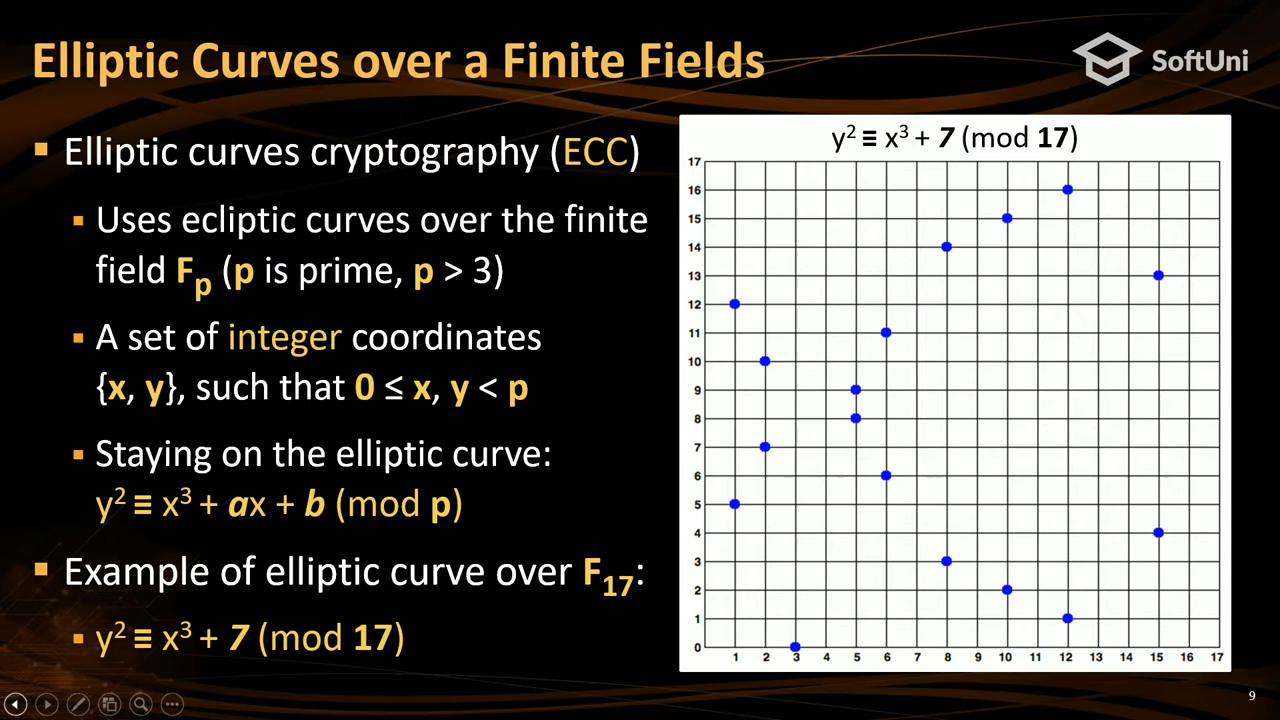 Elliptic Curves over a Finite Fields
SoftUni
▪ Elliptic curves cryptography (ECC)
▪ Uses ecliptic curves over the finite
field Fp (p is prime, p > 3)
▪ A set of integer coordinates
{x, y}, such that 0 ≤ x, y < p
▪ Staying on the elliptic curve:
y² ≡ x³ + ax + b (mod p)
▪ Example of elliptic curve over F17:
▪ y² ≡ x³ + 7 (mod 17)
y² ≡ x³ + 7 (mod 17)
17
16
15
14
13
12
11
10
9
8
7
6
5
4
3
2
1
0
1 2 3 4 5 6 7 8 9 10 11 12 13 14 15 16 17
9